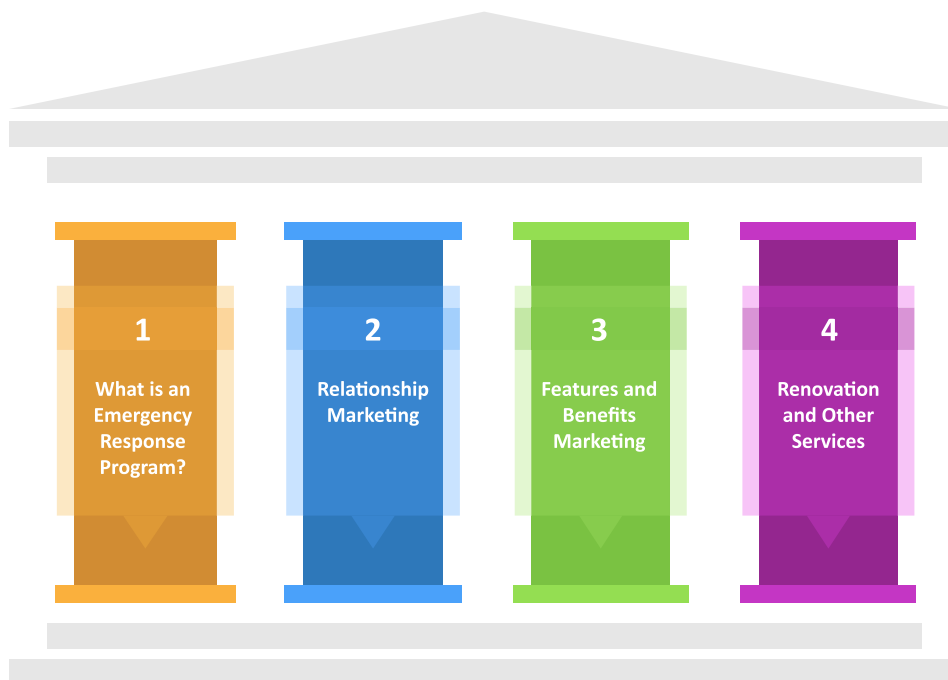 1
What is an
Emergency
Response
Program?
2
Relationship
Marketing
3
Features and
Benefits
Marketing
4
Renovation
and Other
Services